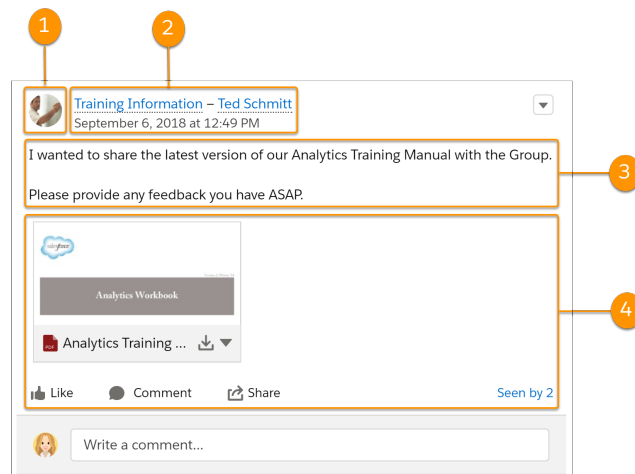 1
2
Training Information – Ted Schmitt
September 6, 2018 at 12:49 PM
I wanted to share the latest version of our Analytics Training Manual with the Group.
3
Please provide any feedback you have ASAP.
salesforce
Analytics Workbook
4
PDF
Analytics Training ...
Like
Comment
Share
Seen by 2
Write a comment...